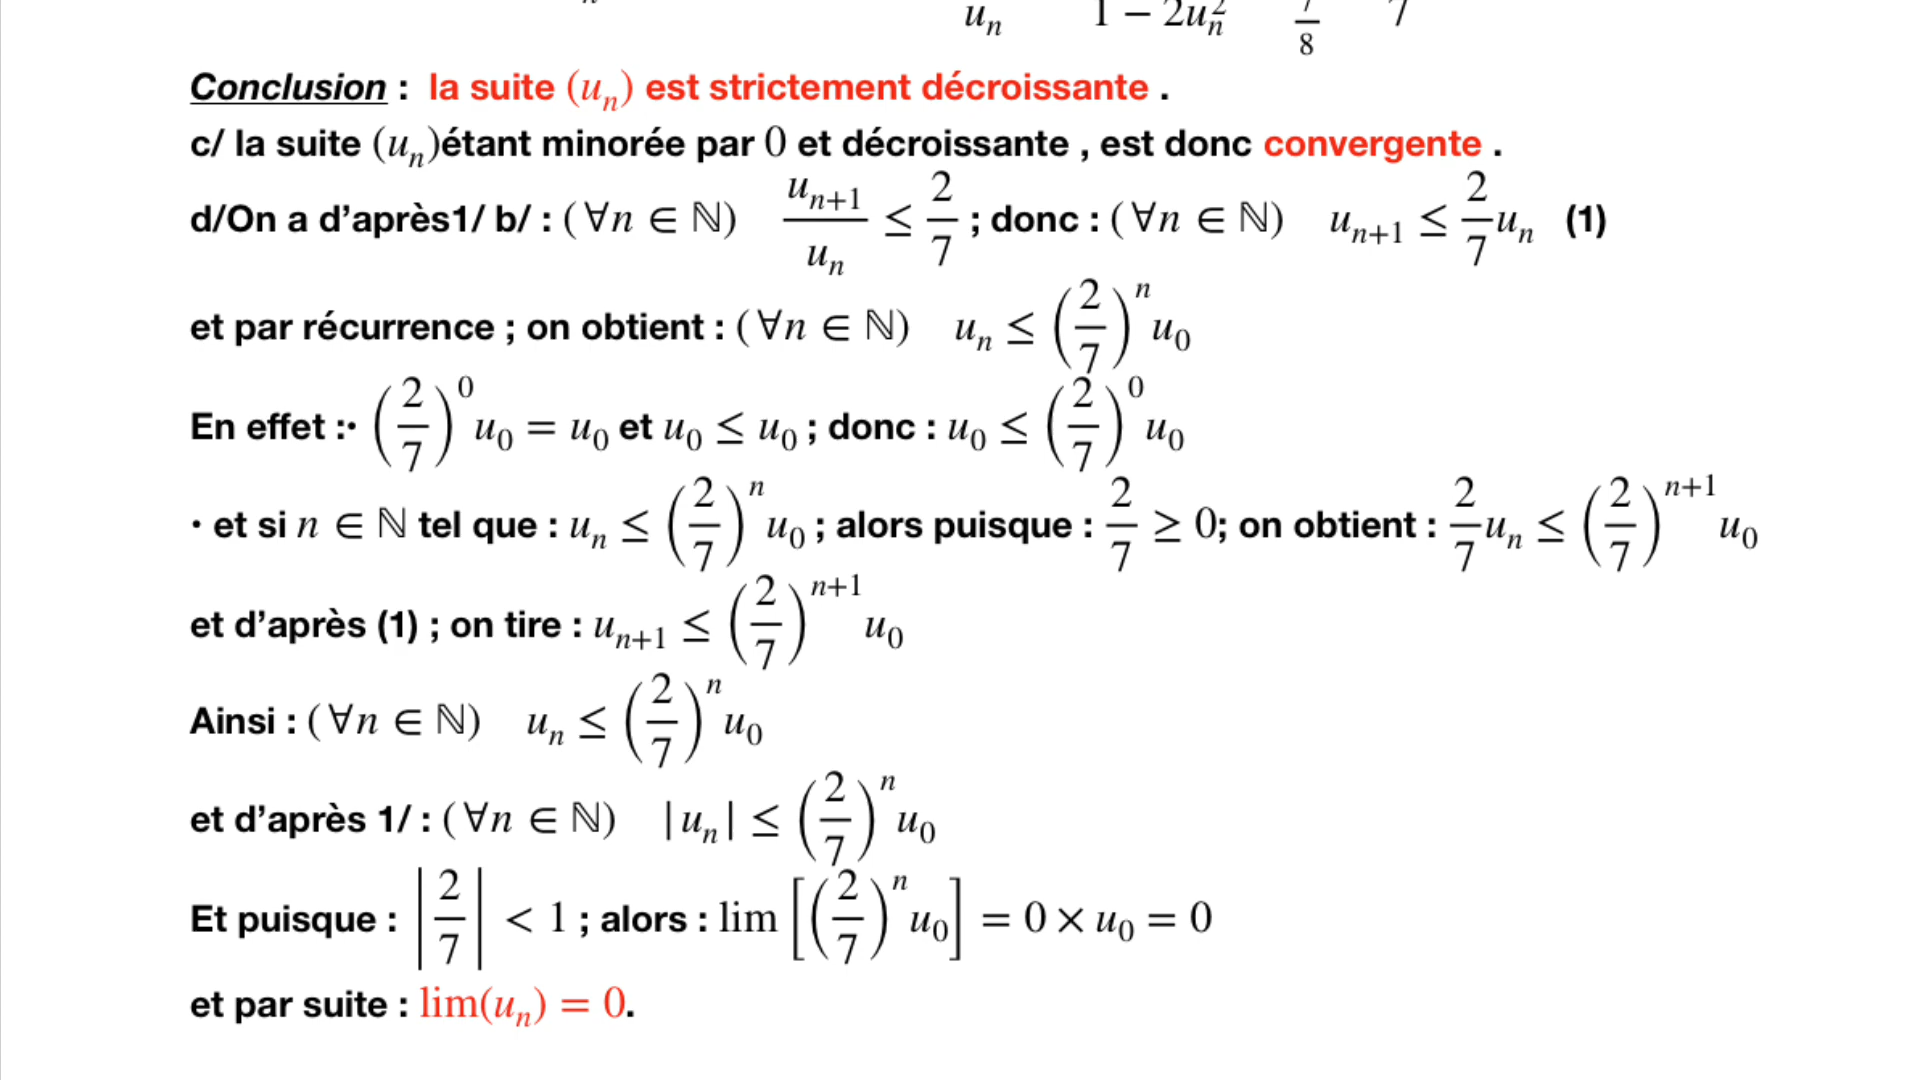 uₙ 1 − 2uₙ² 8 7
Conclusion : la suite (uₙ) est strictement décroissante .
c/ la suite (uₙ)étant minorée par 0 et décroissante , est donc convergente .
d/On a d’après1/ b/ : (∀n ∈ ℕ) uₙ₊₁/uₙ ≤ 2/7 ; donc : (∀n ∈ ℕ) uₙ₊₁ ≤ 2/7 uₙ (1)
et par récurrence ; on obtient : (∀n ∈ ℕ) uₙ ≤ (2/7)ⁿ u₀
En effet :• (2/7)⁰ u₀ = u₀ et u₀ ≤ u₀ ; donc : u₀ ≤ (2/7)⁰ u₀
• et si n ∈ ℕ tel que : uₙ ≤ (2/7)ⁿ u₀ ; alors puisque : 2/7 ≥ 0; on obtient : 2/7 uₙ ≤ (2/7)ⁿ⁺¹ u₀
et d’après (1) ; on tire : uₙ₊₁ ≤ (2/7)ⁿ⁺¹ u₀
Ainsi : (∀n ∈ ℕ) uₙ ≤ (2/7)ⁿ u₀
et d’après 1/ : (∀n ∈ ℕ) |uₙ| ≤ (2/7)ⁿ u₀
Et puisque : |2/7| < 1 ; alors : lim [(2/7)ⁿ u₀] = 0 × u₀ = 0
et par suite : lim(uₙ) = 0.